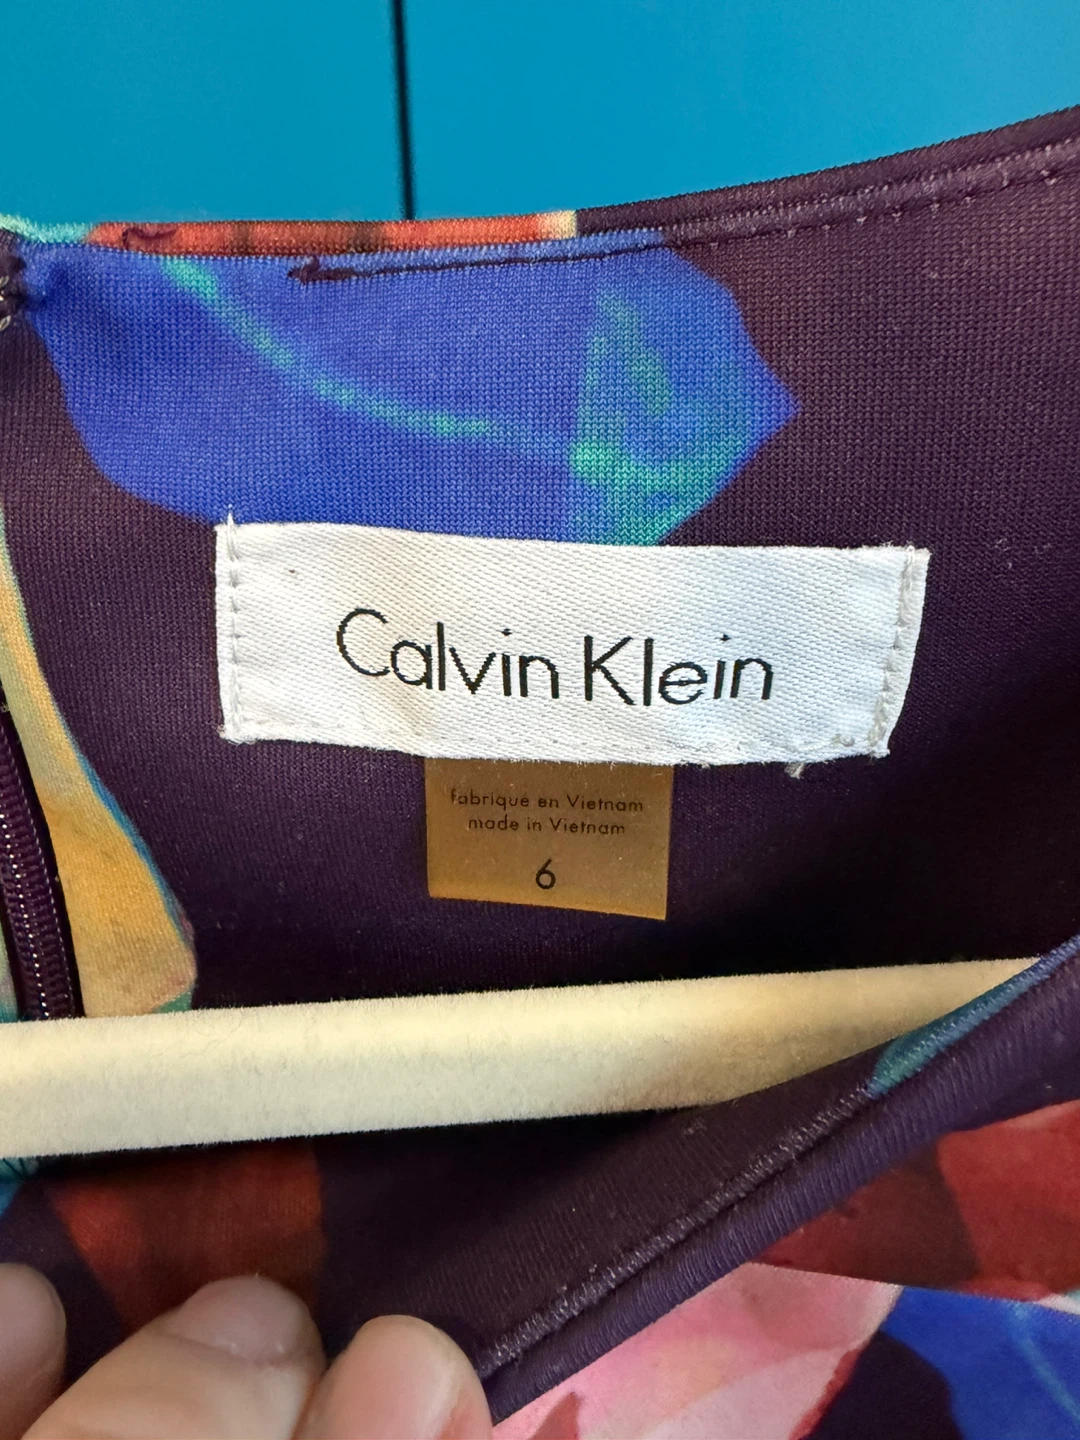 Calvin Klein
fabriqué en Vietnam
made in Vietnam
6